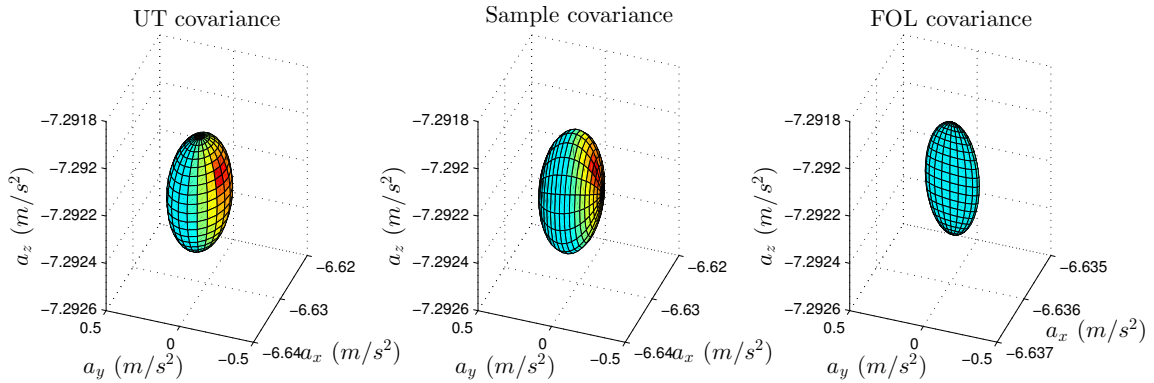 UT covariance
−7.2918
−7.292
−7.2922
−7.2924
−7.2926
a_z (m/s²)
0.5
0
−0.5
a_y (m/s²)
−6.64
−6.63
−6.62
a_x (m/s²)
Sample covariance
−7.2918
−7.292
−7.2922
−7.2924
−7.2926
a_z (m/s²)
0.5
0
−0.5
a_y (m/s²)
−6.64
−6.63
−6.62
a_x (m/s²)
FOL covariance
−7.2918
−7.292
−7.2922
−7.2924
−7.2926
a_z (m/s²)
0.5
0
−0.5
a_y (m/s²)
−6.637
−6.636
−6.635
a_x (m/s²)